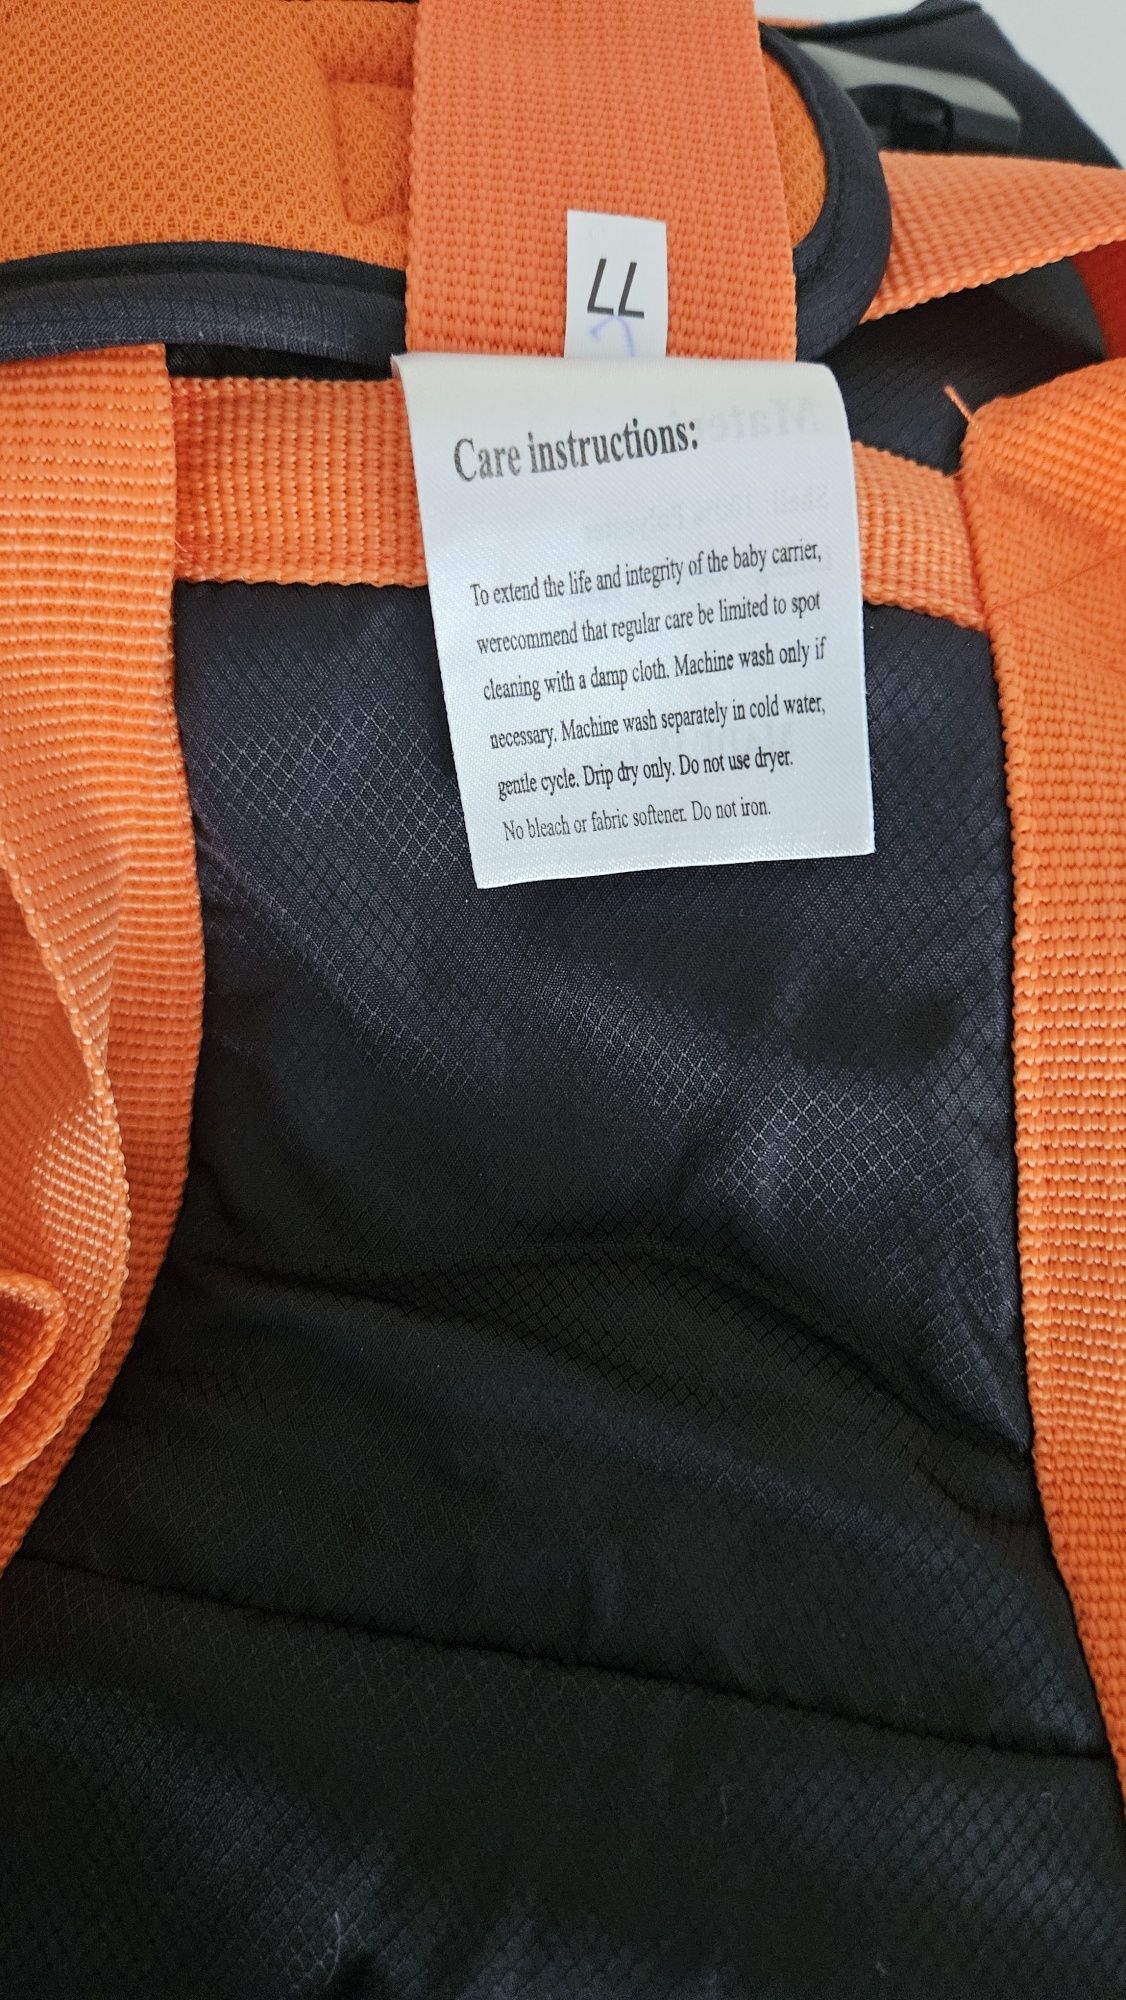 77
Care instructions:
To extend the life and integrity of the baby carrier,
werecommend that regular care be limited to spot
cleaning with a damp cloth. Machine wash only if
necessary. Machine wash separately in cold water,
gentle cycle. Drip dry only. Do not use dryer.
No bleach or fabric softener. Do not iron.